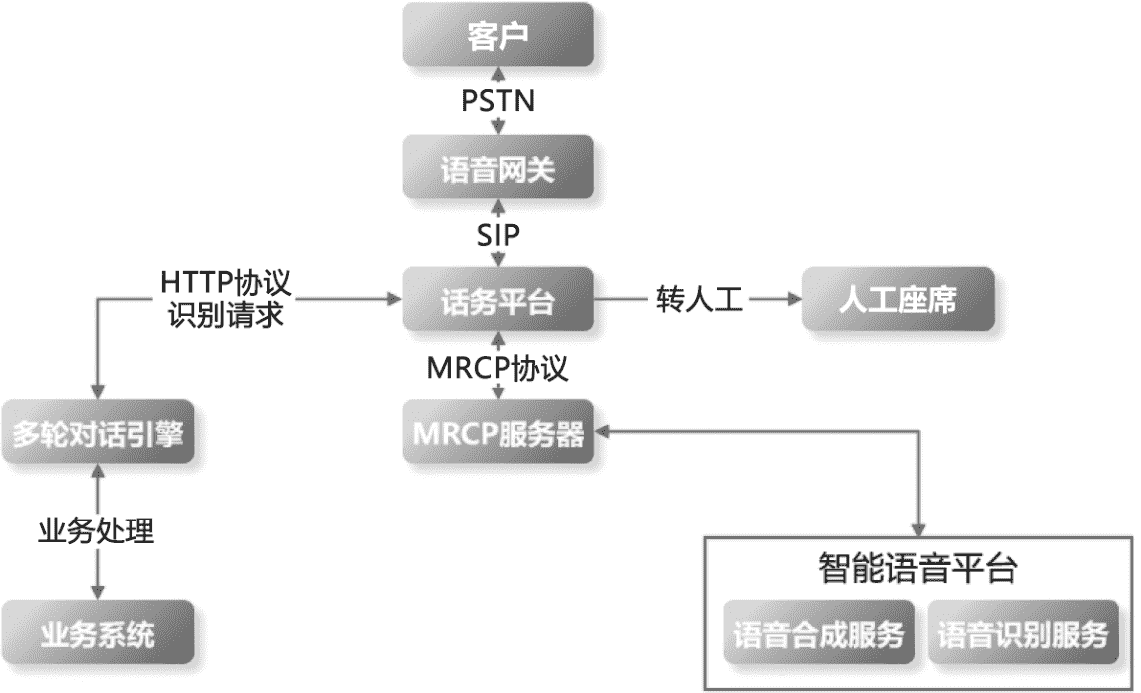 客户
PSTN
语音网关
SIP
HTTP协议
识别请求
话务平台
转人工
人工座席
MRCP协议
多轮对话引擎
MRCP服务器
业务处理
智能语音平台
业务系统
语音合成服务
语音识别服务